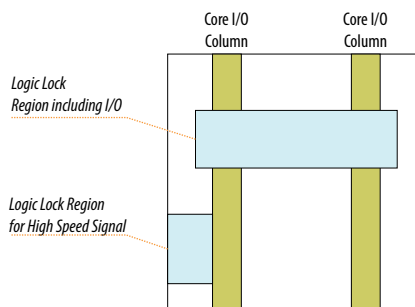 Core I/O
Column
Core I/O
Column
Logic Lock
Region including I/O
Logic Lock Region
for High Speed Signal